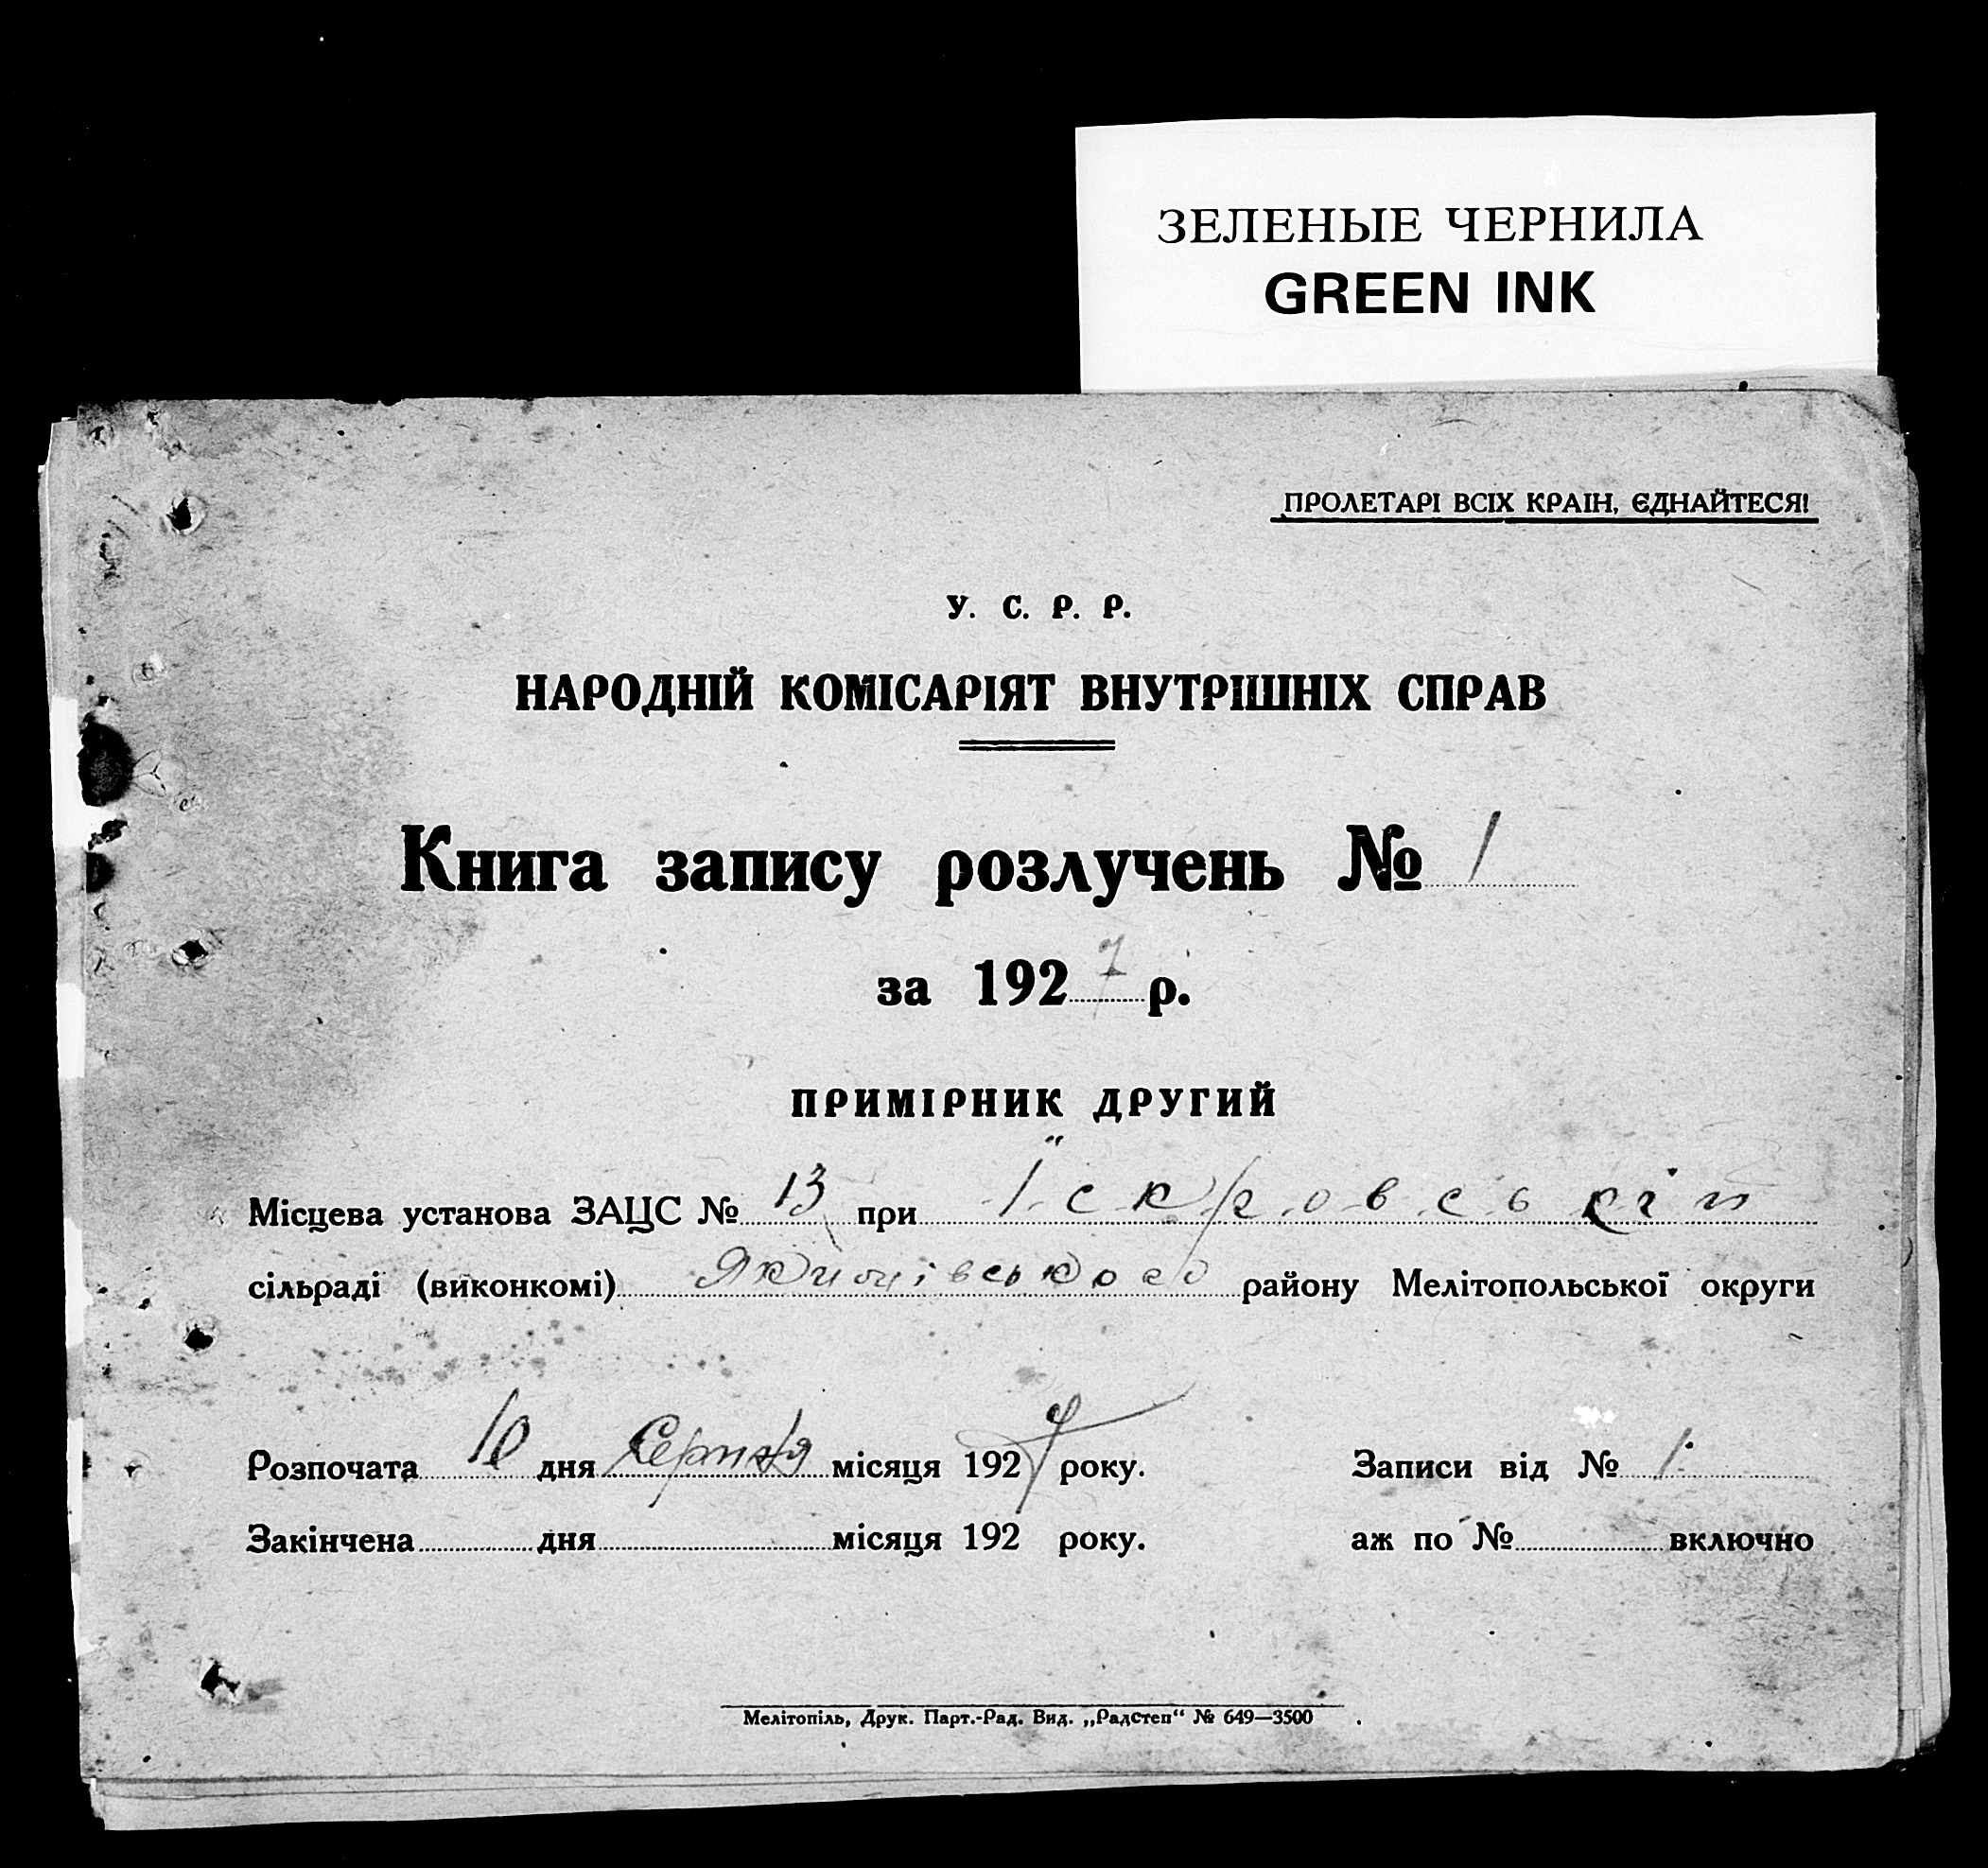 ЗЕЛЕНЫЕ ЧЕРНИЛА
GREEN INK
ПРОЛЕТАРІ ВСІХ КРАІН, ЄДНАЙТЕСЯ!
У. С. Р. Р.
НАРОДНІЙ КОМІСАРІЯТ ВНУТРІШНІХ СПРАВ
Книга запису розлучень № 1
за 1927 р.
ПРИМІРНИК ДРУГИЙ
Місцева установа ЗАЦС № 13 при Іскровській
сільраді (виконкомі) Якимівського району Мелітопольської округи
Розпочата 10 дня Серпня місяця 1927 року. Записи від № 1
Закінчена дня місяця 192 року. аж по № включно
Мелітопіль, Друк. Парт.-Рад. Вид. „Радстеп“ № 649—3500